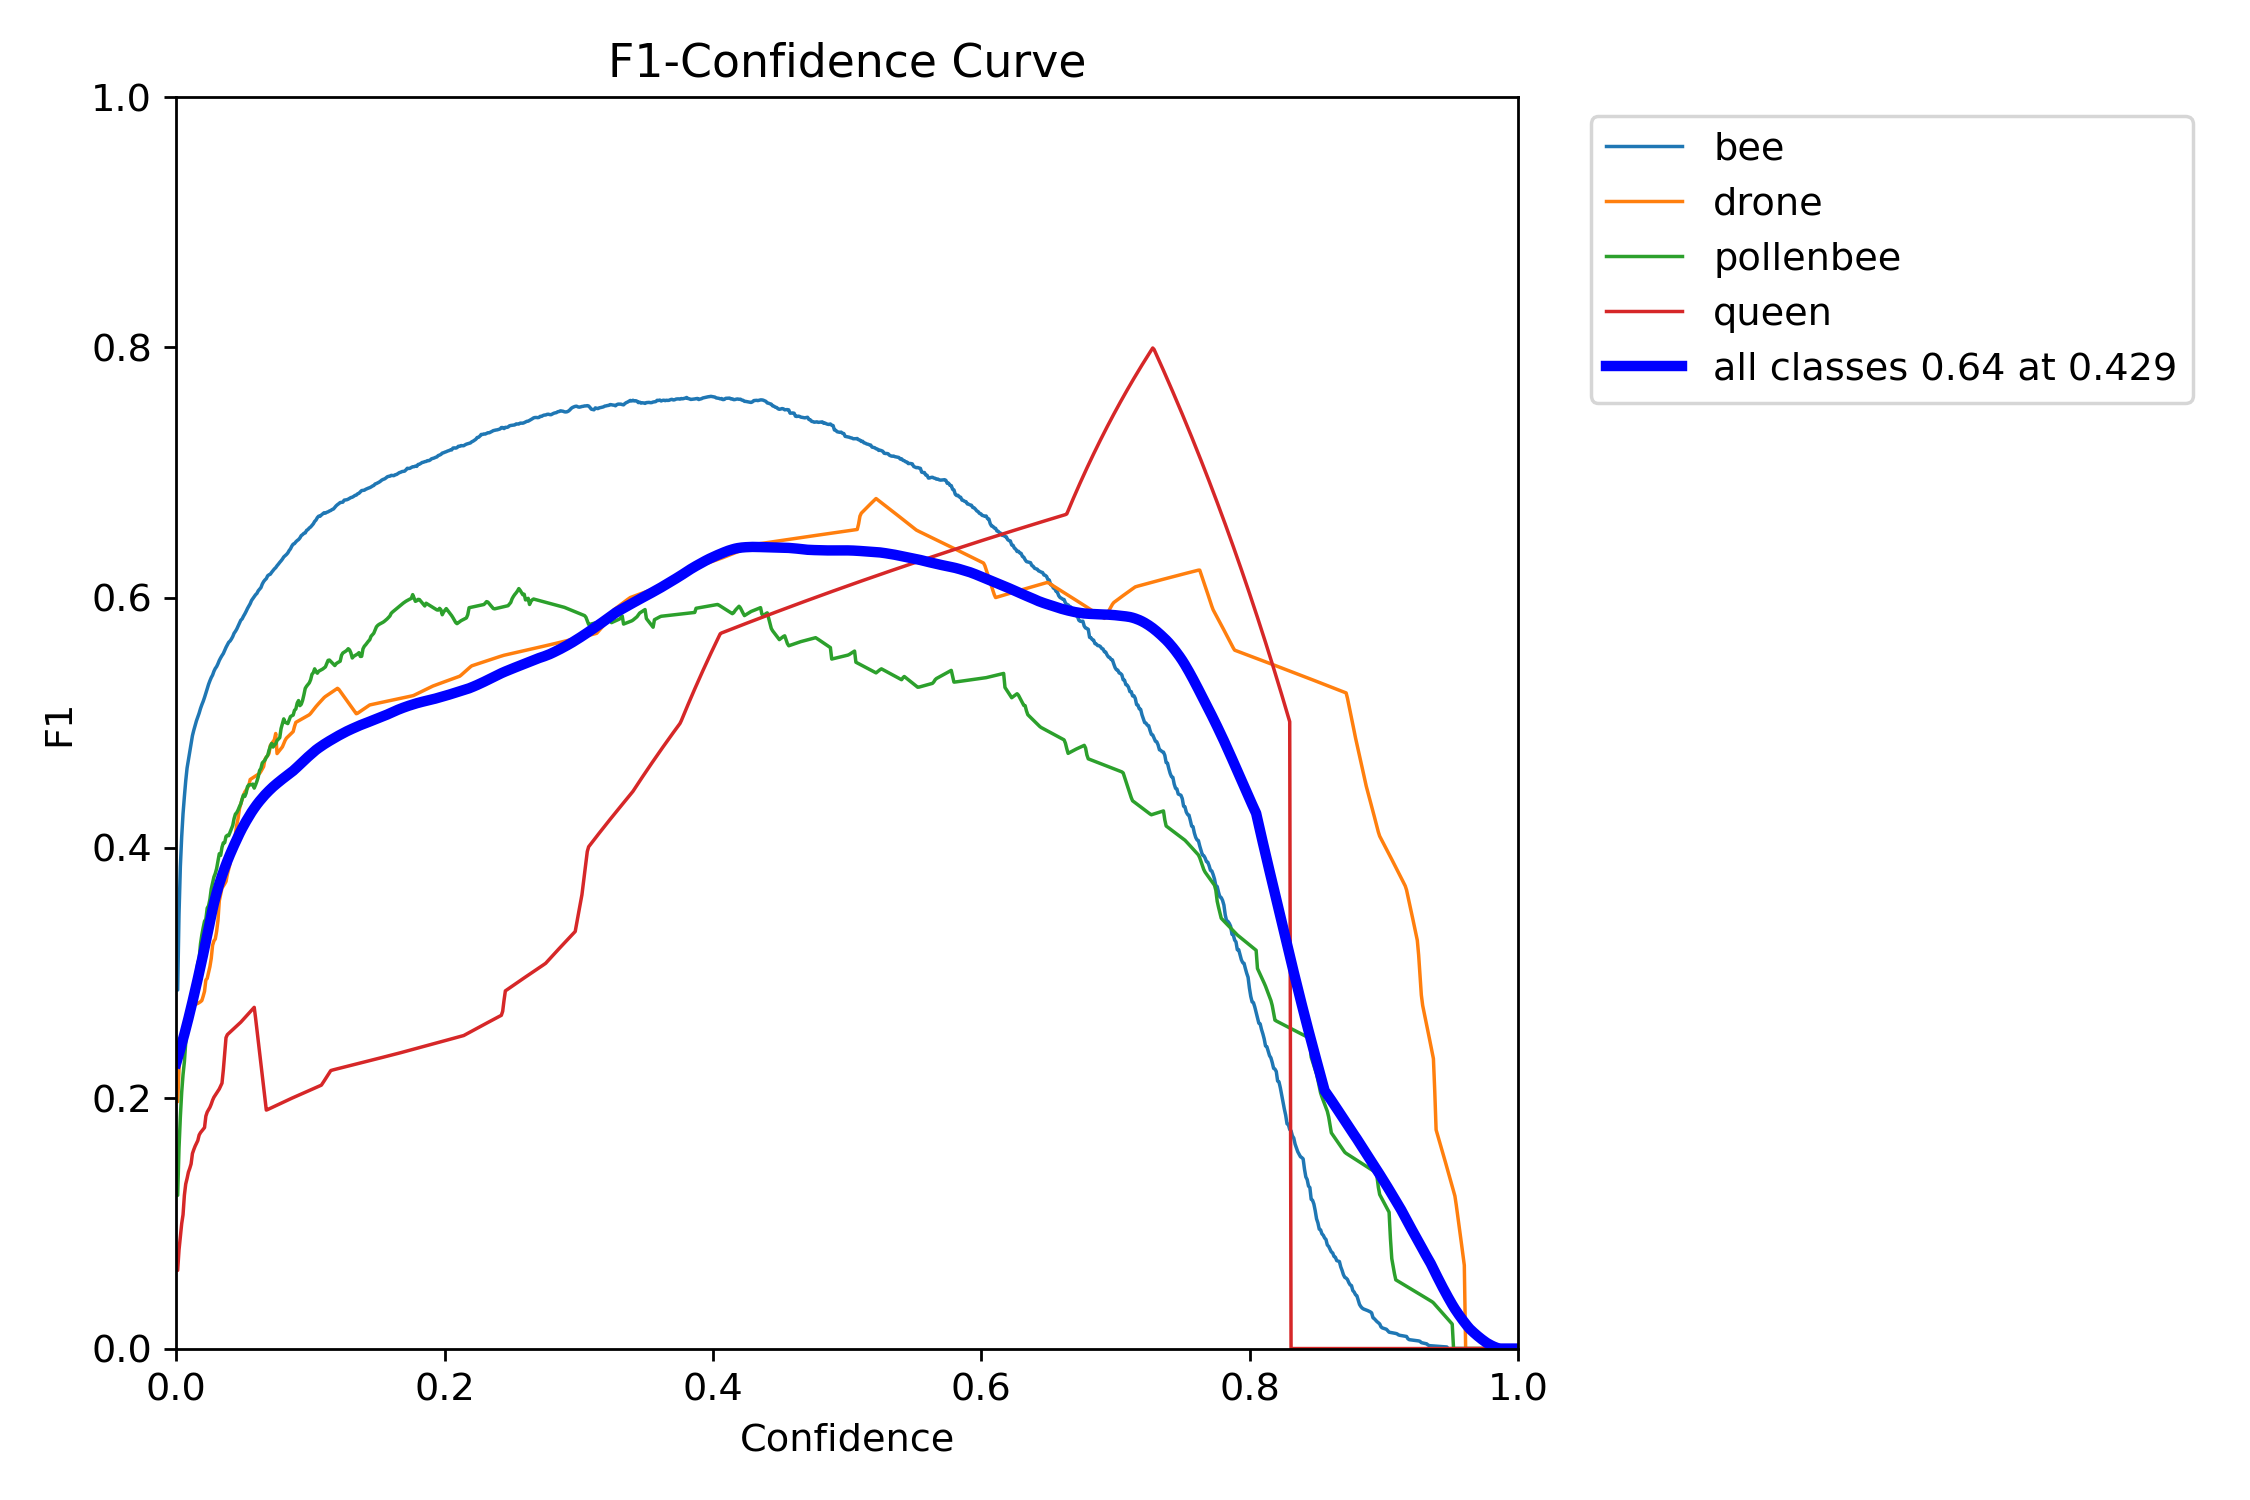 F1-Confidence Curve
1.0
0.8
0.6
0.4
0.2
0.0
F1
0.0 0.2 0.4 0.6 0.8 1.0
Confidence
bee
drone
pollenbee
queen
all classes 0.64 at 0.429